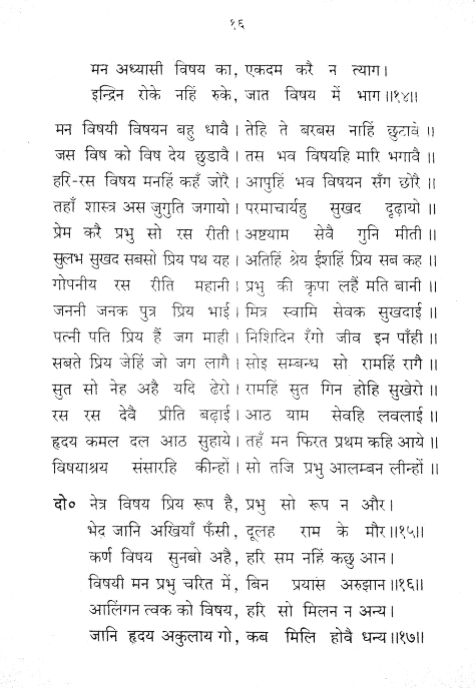 १६
मन अध्यासी विषय का, एकदम करै न त्याग।
इन्द्रिन रोके नहिं रुके, जात विषय में भाग॥१४॥
मन विषयी विषयन बहु धावै। तेहि ते बरबस नाहिं छुटावै॥
जस विष को विष देय छुडावै। तस भव विषयहि मारि भगावै॥
हरि-रस विषय मनहिं कहँ जोरै। आपुहिं भव विषयन सँग छोरै॥
तहाँ शास्त्र अस जुगुति जगायो। परमाचार्यहु सुखद दृढ़ायो॥
प्रेम करै प्रभु सो रस रीती। अष्टयाम सेवै गुनि मीती॥
सुलभ सुखद सबसो प्रिय पथ यह। अतिहिं श्रेय ईशहिं प्रिय सब कह॥
गोपनीय रस रीति महानी। प्रभु की कृपा लहैं मति बानी॥
जननी जनक पुत्र प्रिय भाई। मित्र स्वामि सेवक सुखदाई॥
पत्नी पति प्रिय हैं जग माही। निशिदिन रँगो जीव इन पाँही॥
सबते प्रिय जेहिं जो जग लागै। सोइ सम्बन्ध सो रामहिं रागै॥
सुत सो नेह अहै यदि ढेरो। रामहिं सुत गिन होहि सुखेरो॥
रस रस देवै प्रीति बढ़ाई। आठ याम सेवहि लवलाई॥
हृदय कमल दल आठ सुहाये। तहँ मन फिरत प्रथम कहि आये॥
विषयाश्रय संसारहि कीन्हों। सो तजि प्रभु आलम्बन लीन्हों॥
दो० नेत्र विषय प्रिय रूप है, प्रभु सो रूप न और।
भेद जानि अखियाँ फँसी, दूलह राम के मौर॥१५॥
कर्ण विषय सुनबो अहै, हरि सम नहिं कछु आन।
विषयी मन प्रभु चरित में, बिन प्रयास अरुझान॥१६॥
आलिंगन त्वक को विषय, हरि सो मिलन न अन्य।
जानि हृदय अकुलाय गो, कब मिलि होवै धन्य॥१७॥